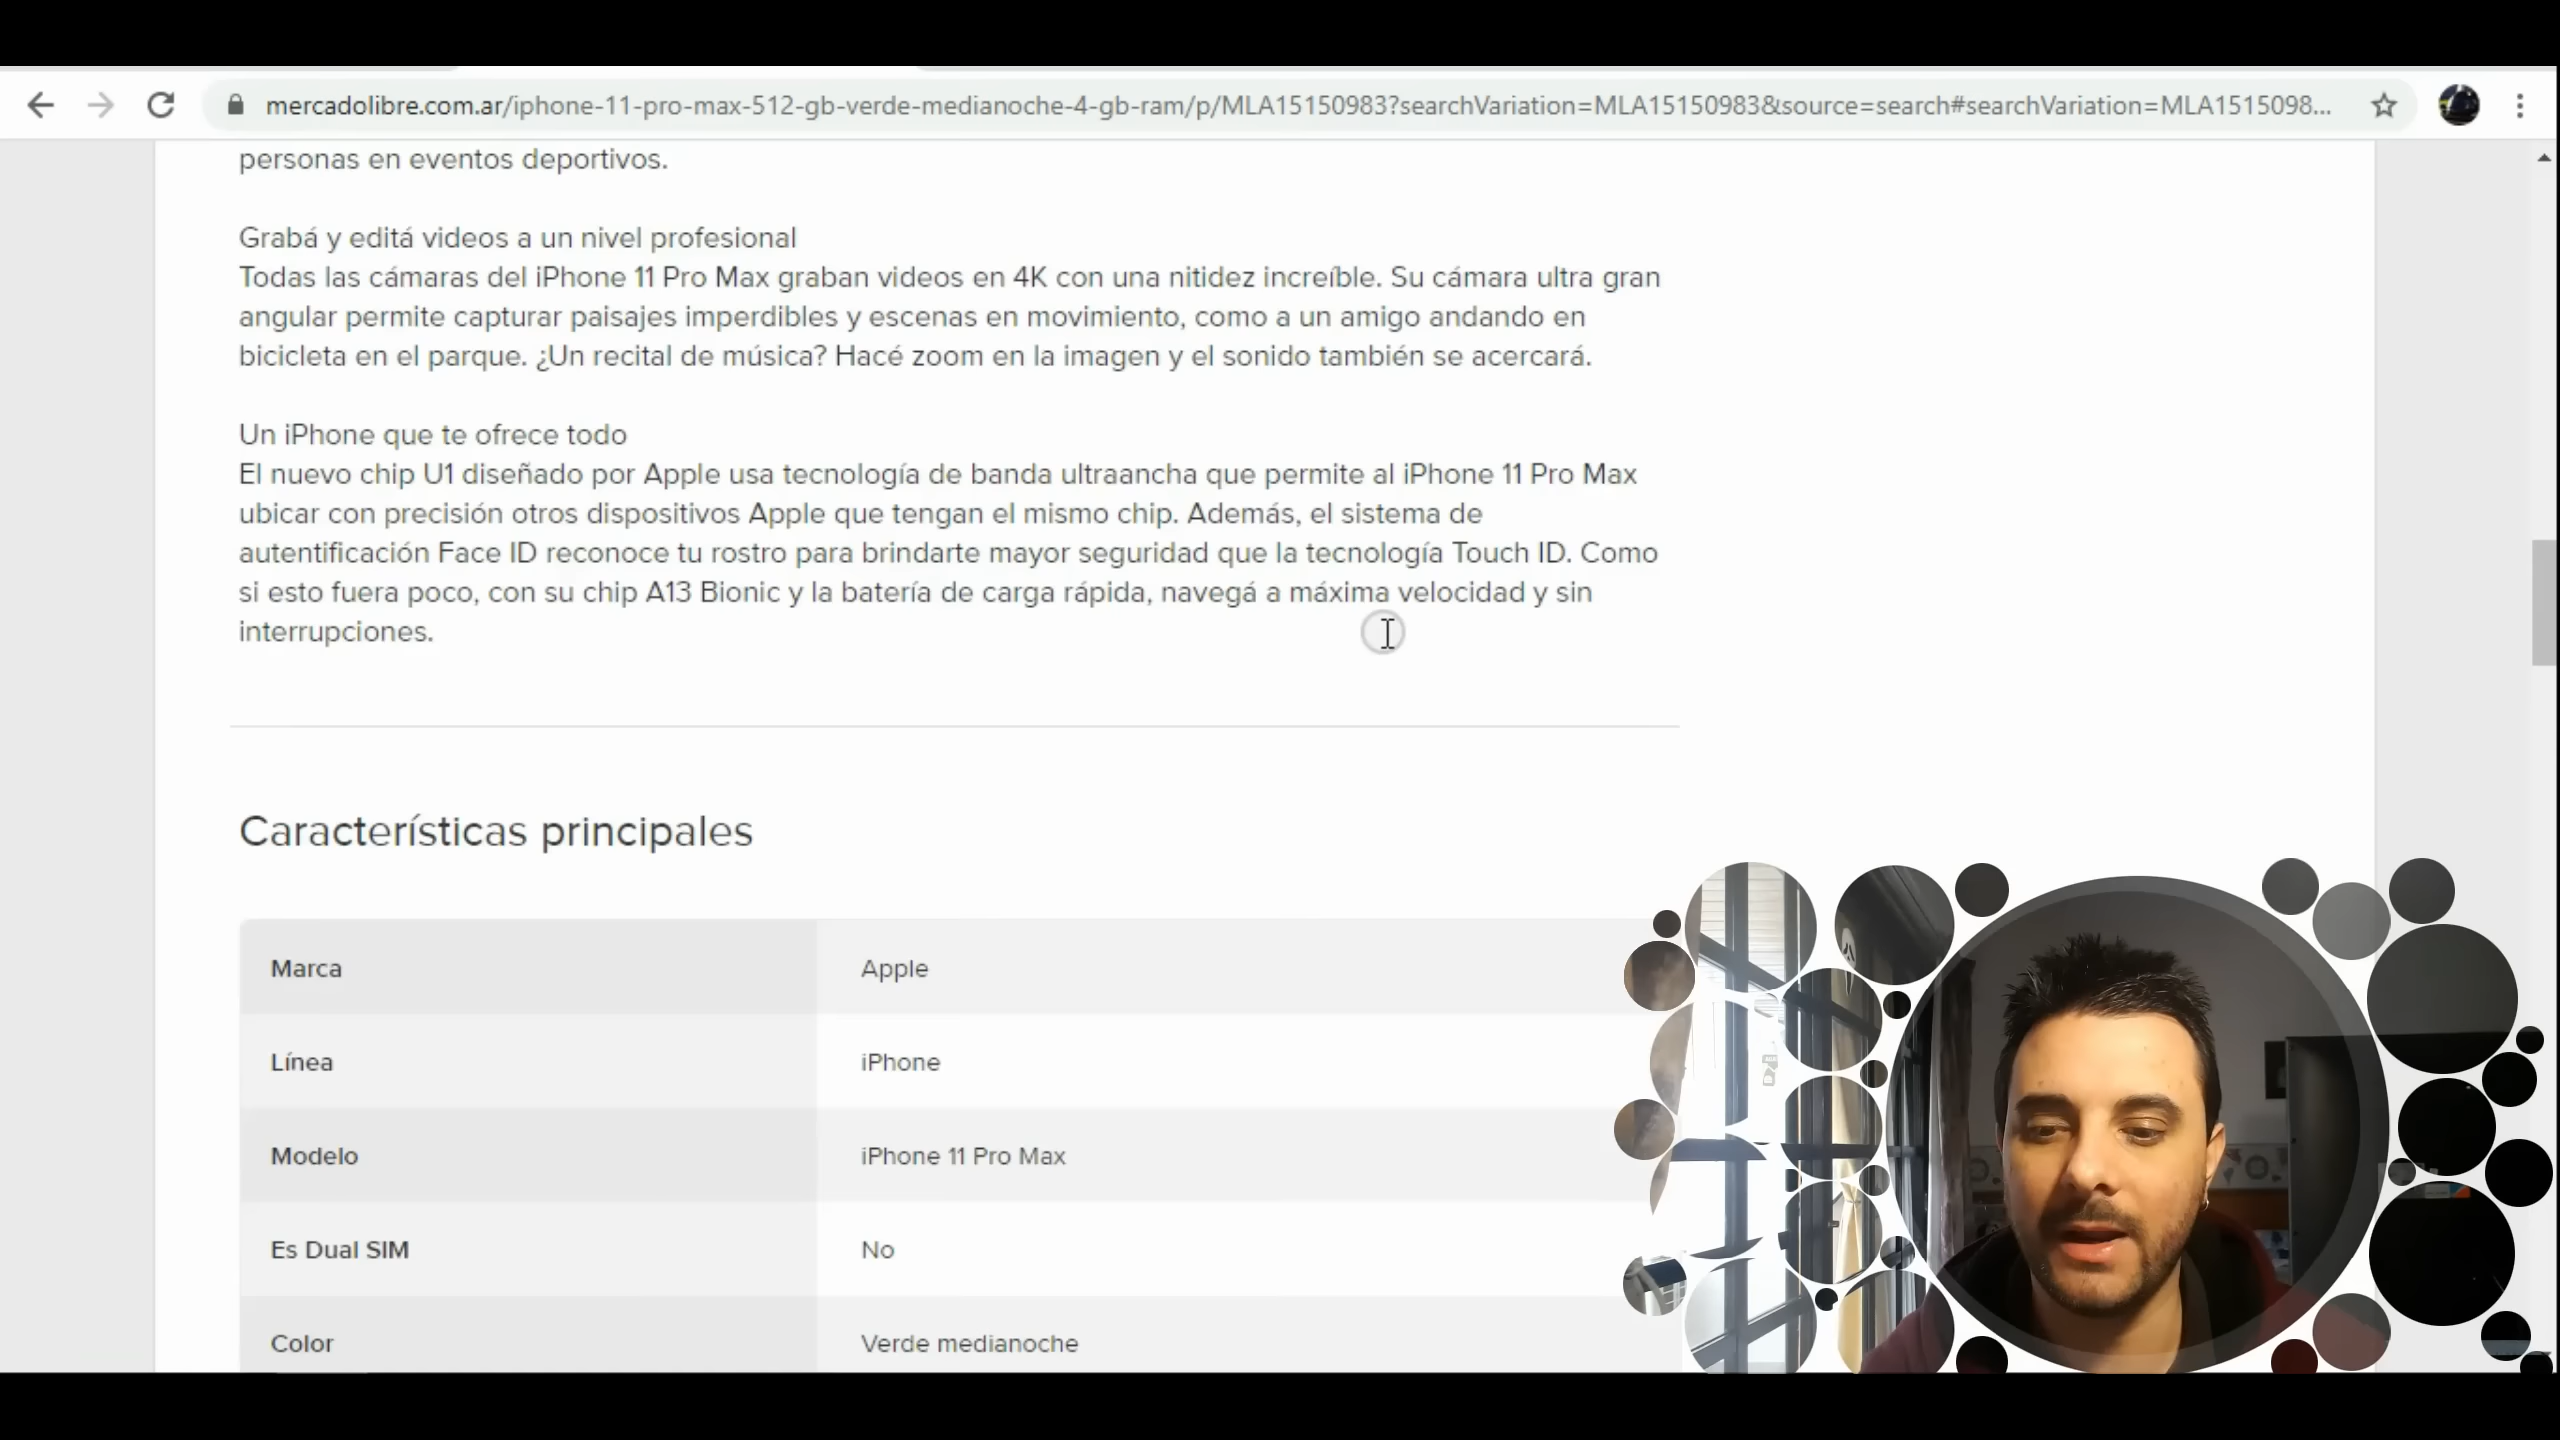 mercadolibre.com.ar/iphone-11-pro-max-512-gb-verde-medianoche-4-gb-ram/p/MLA15150983?searchVariation=MLA15150983&source=search#searchVariation=MLA1515098...
personas en eventos deportivos.
Grabá y editá videos a un nivel profesional
Todas las cámaras del iPhone 11 Pro Max graban videos en 4K con una nitidez increíble. Su cámara ultra gran
angular permite capturar paisajes imperdibles y escenas en movimiento, como a un amigo andando en
bicicleta en el parque. ¿Un recital de música? Hacé zoom en la imagen y el sonido también se acercará.
Un iPhone que te ofrece todo
El nuevo chip U1 diseñado por Apple usa tecnología de banda ultraancha que permite al iPhone 11 Pro Max
ubicar con precisión otros dispositivos Apple que tengan el mismo chip. Además, el sistema de
autentificación Face ID reconoce tu rostro para brindarte mayor seguridad que la tecnología Touch ID. Como
si esto fuera poco, con su chip A13 Bionic y la batería de carga rápida, navegá a máxima velocidad y sin
interrupciones.
Características principales
Marca Apple
Línea iPhone
Modelo iPhone 11 Pro Max
Es Dual SIM No
Color Verde medianoche